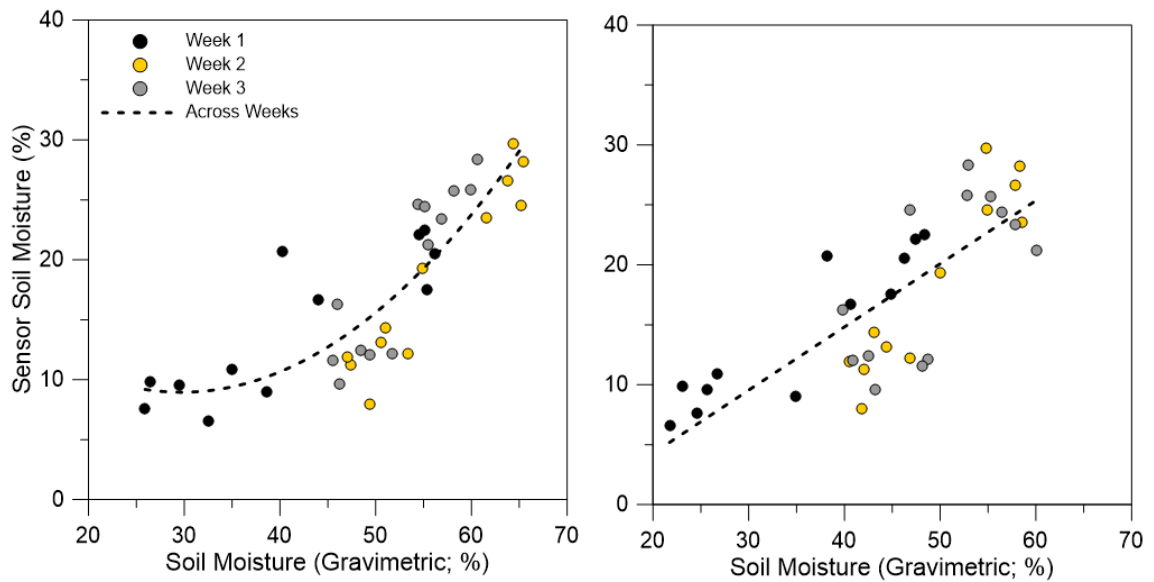 40
30
20
10
0
Sensor Soil Moisture (%)
Week 1
Week 2
Week 3
Across Weeks
20 30 40 50 60 70
Soil Moisture (Gravimetric; %)
40
30
20
10
0
20 30 40 50 60 70
Soil Moisture (Gravimetric; %)